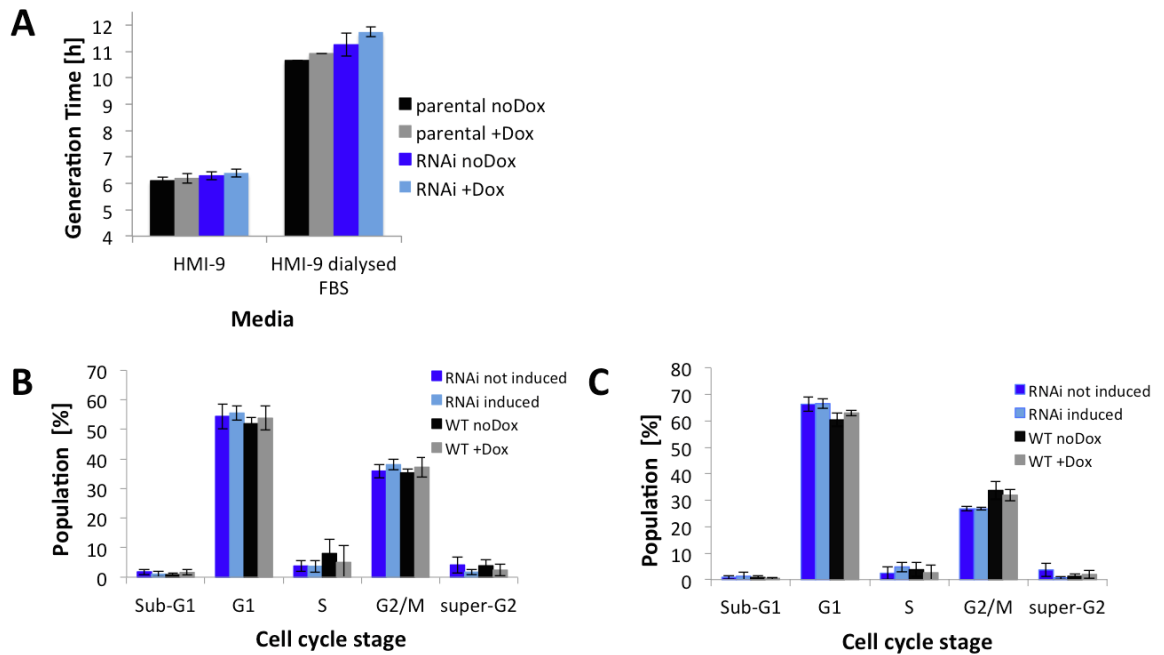 A
Generation Time [h]
12
11
10
9
8
7
6
5
4
HMI-9
HMI-9 dialysed
FBS
Media
parental noDox
parental +Dox
RNAi noDox
RNAi +Dox
B
Population [%]
70
60
50
40
30
20
10
0
Sub-G1 G1 S G2/M super-G2
Cell cycle stage
RNAi not induced
RNAi induced
WT noDox
WT +Dox
C
Population [%]
80
70
60
50
40
30
20
10
0
Sub-G1 G1 S G2/M super-G2
Cell cycle stage
RNAi not induced
RNAi induced
WT noDox
WT +Dox